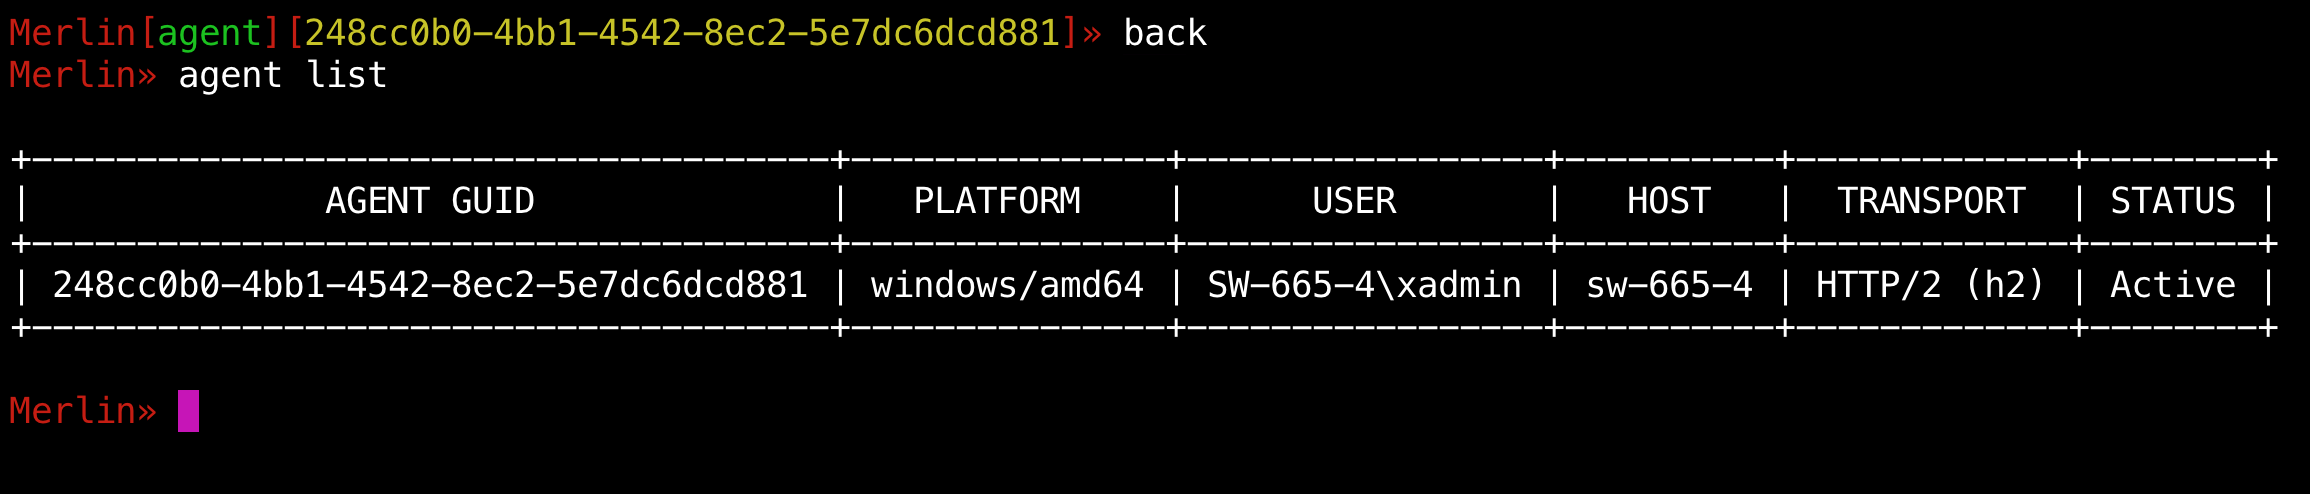 Merlin[agent][248cc0b0-4bb1-4542-8ec2-5e7dc6dcd881]» back
Merlin» agent list
+--------------------------------------+---------------+-----------------+----------+-------------+--------+
| AGENT GUID | PLATFORM | USER | HOST | TRANSPORT | STATUS |
+--------------------------------------+---------------+-----------------+----------+-------------+--------+
| 248cc0b0-4bb1-4542-8ec2-5e7dc6dcd881 | windows/amd64 | SW-665-4\xadmin | sw-665-4 | HTTP/2 (h2) | Active |
+--------------------------------------+---------------+-----------------+----------+-------------+--------+
Merlin»